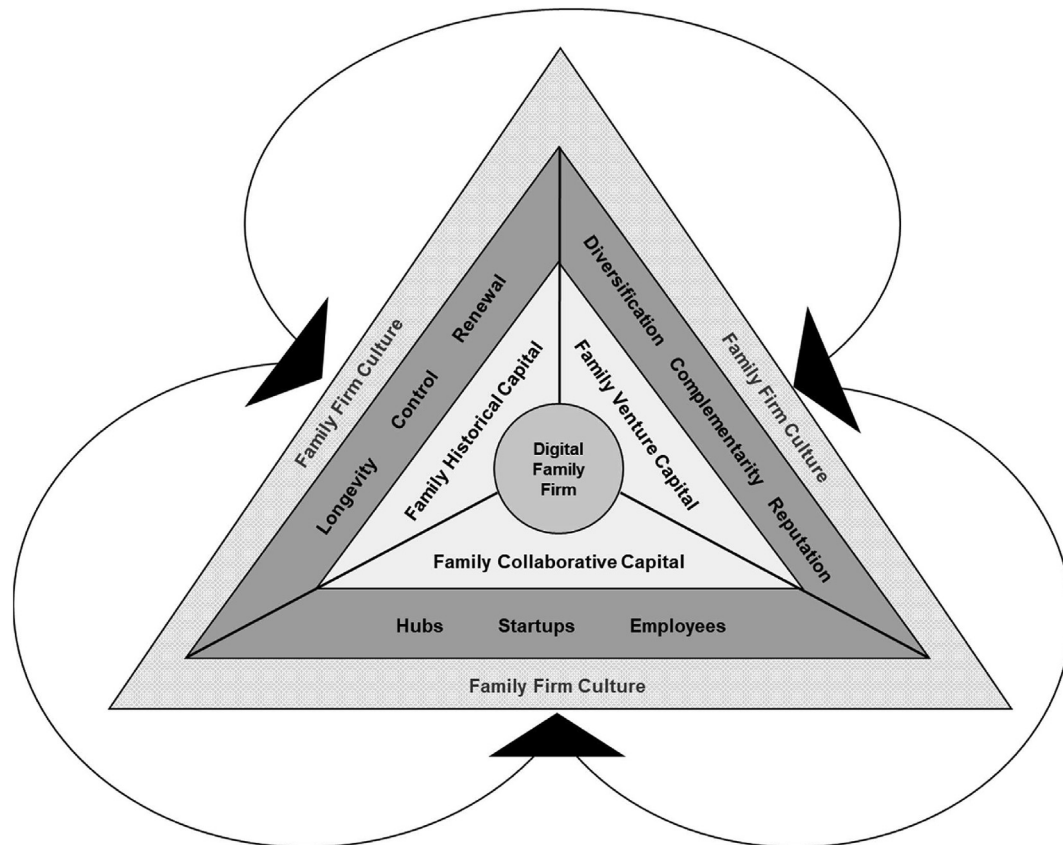 Family Firm Culture
Longevity Control Renewal
Family Historical Capital
Family Firm Culture
Diversification Complementarity Reputation
Family Venture Capital
Digital
Family
Firm
Family Collaborative Capital
Hubs Startups Employees
Family Firm Culture